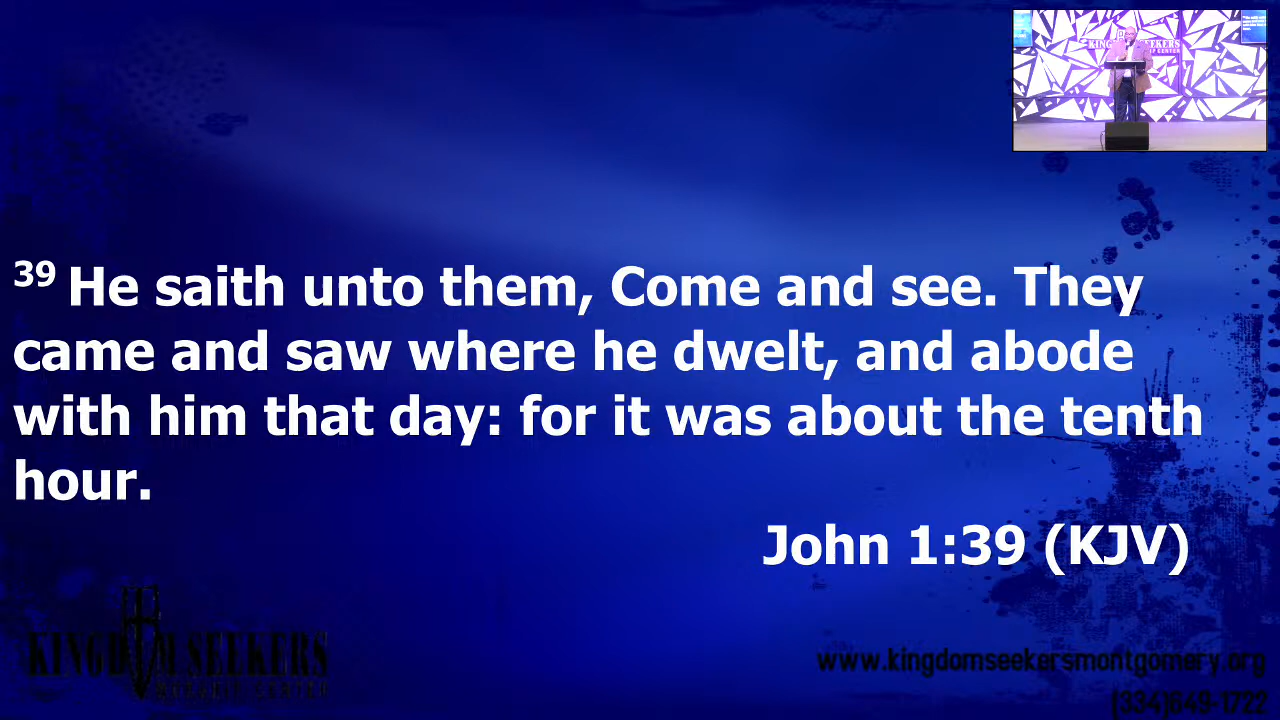 39 He saith unto them, Come and see. They
came and saw where he dwelt, and abode
with him that day: for it was about the tenth
hour.
John 1:39 (KJV)
KINGDOM SEEKERS
WORSHIP CENTER
www.kingdomseekersmontgomery.org
(334)649-1722